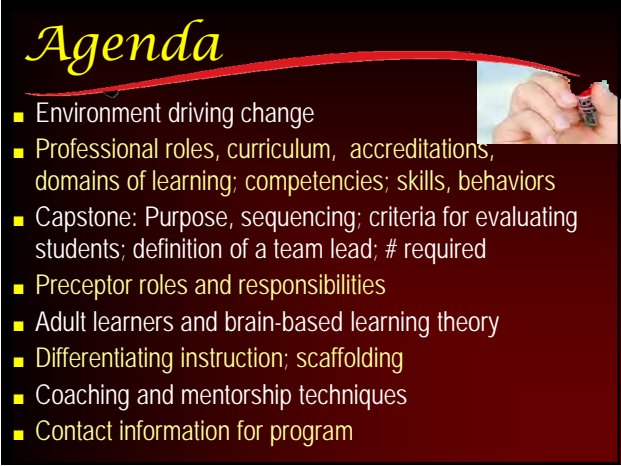 Agenda
■ Environment driving change
■ Professional roles, curriculum, accreditations,
domains of learning; competencies; skills, behaviors
■ Capstone: Purpose, sequencing; criteria for evaluating
students; definition of a team lead; # required
■ Preceptor roles and responsibilities
■ Adult learners and brain-based learning theory
■ Differentiating instruction; scaffolding
■ Coaching and mentorship techniques
■ Contact information for program